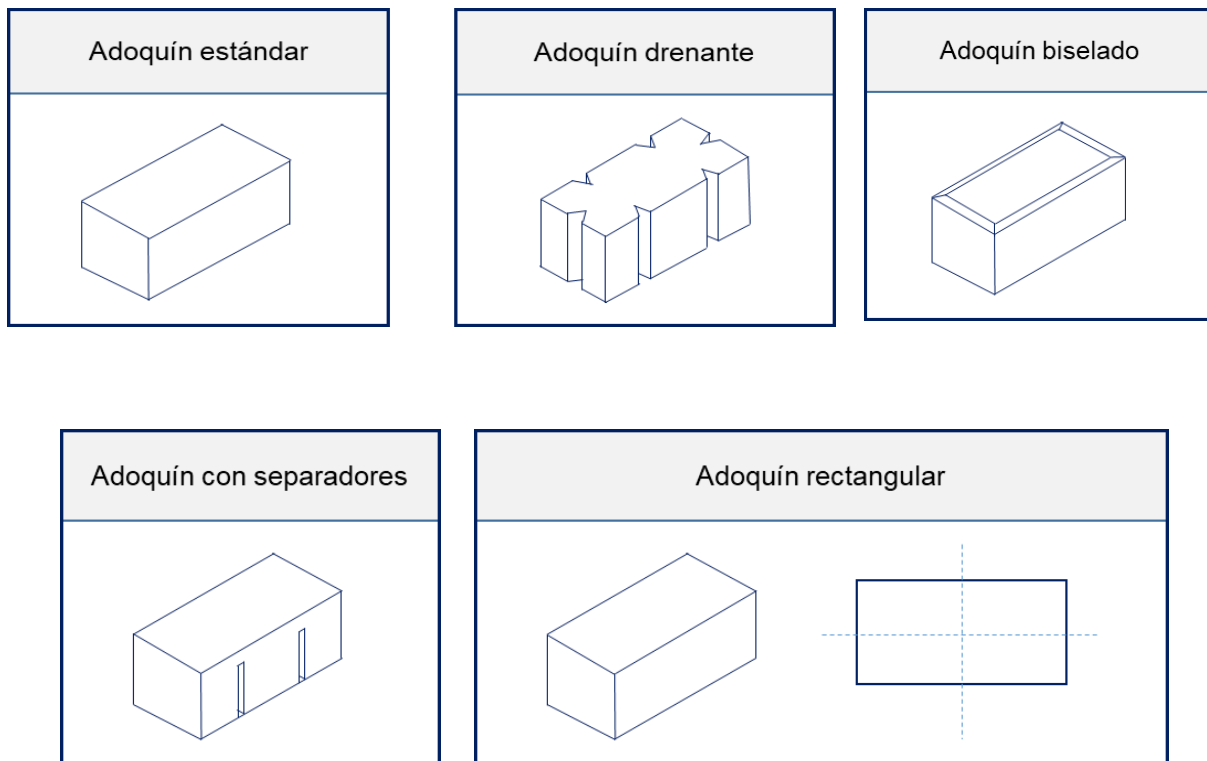 Adoquín estándar
Adoquín drenante
Adoquín biselado
Adoquín con separadores
Adoquín rectangular